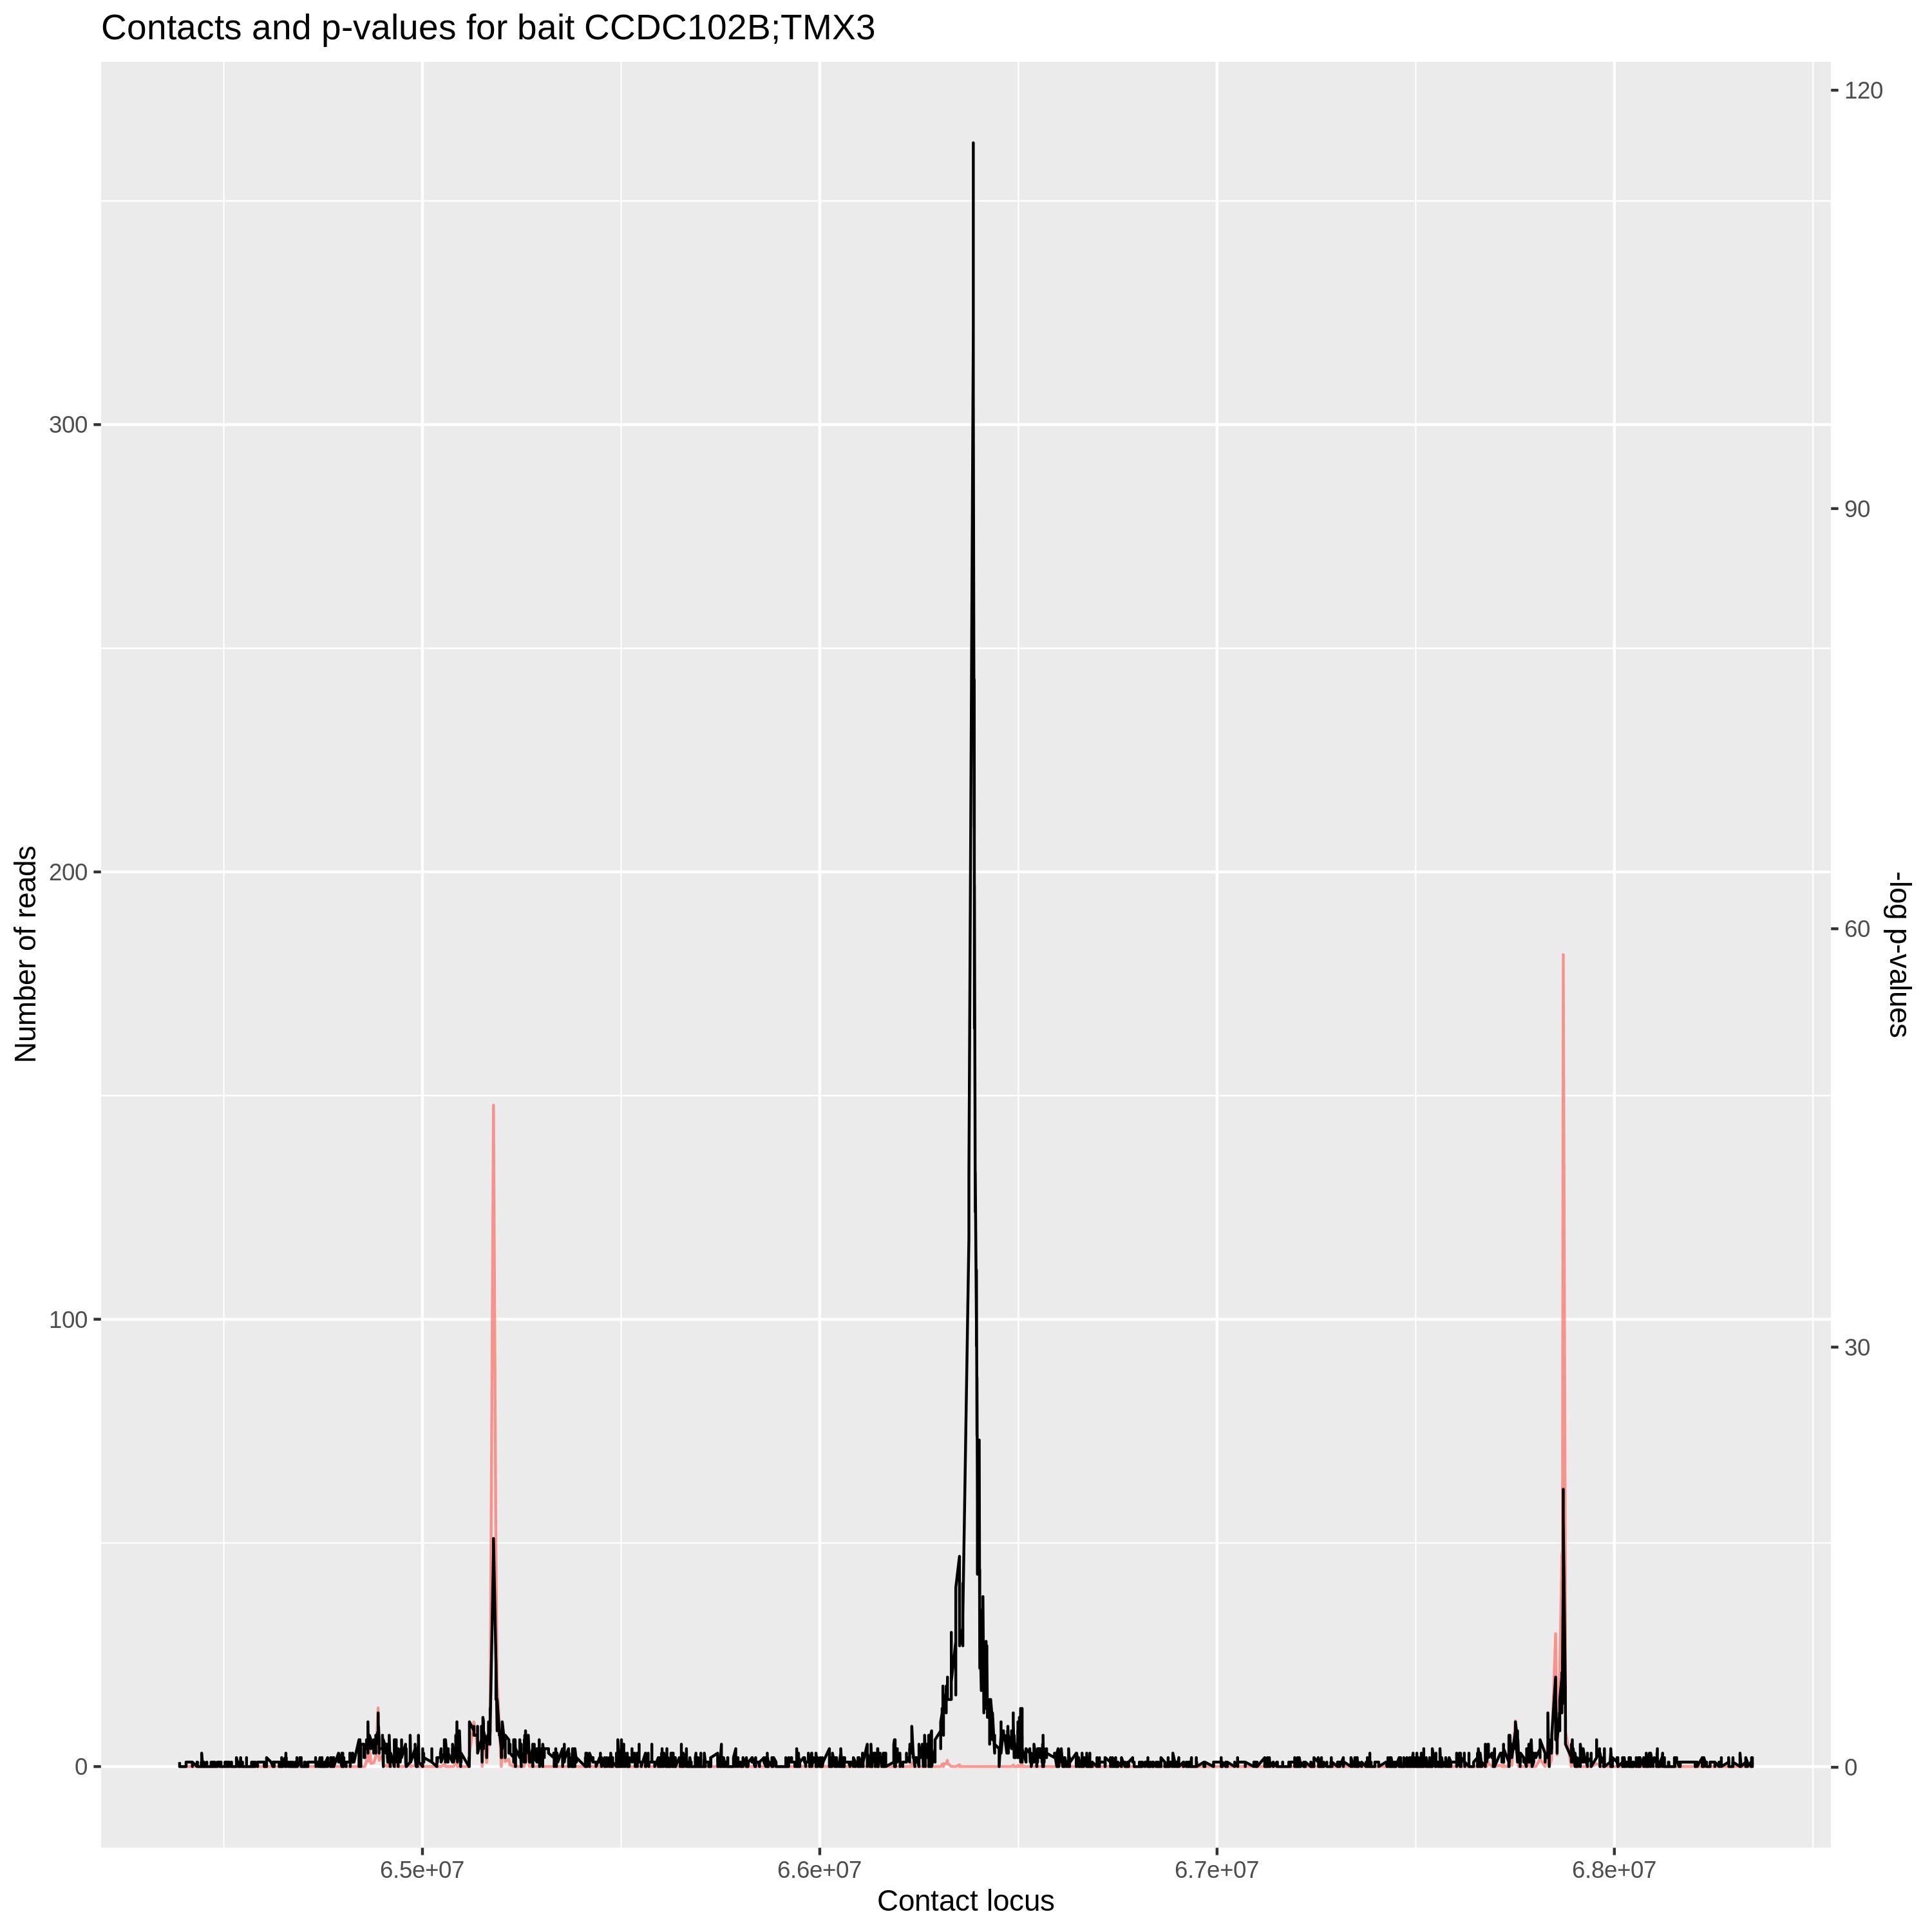 Contacts and p-values for bait CCDC102B;TMX3
120
300
90
200
60
Number of reads
-log p-values
100
30
0
0
6.5e+07
6.6e+07
6.7e+07
6.8e+07
Contact locus